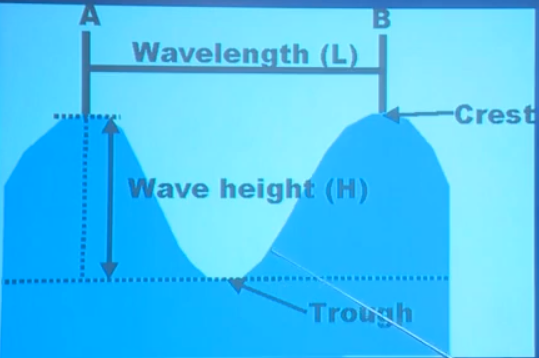 A B
Wavelength (L)
Crest
Wave height (H)
Trough